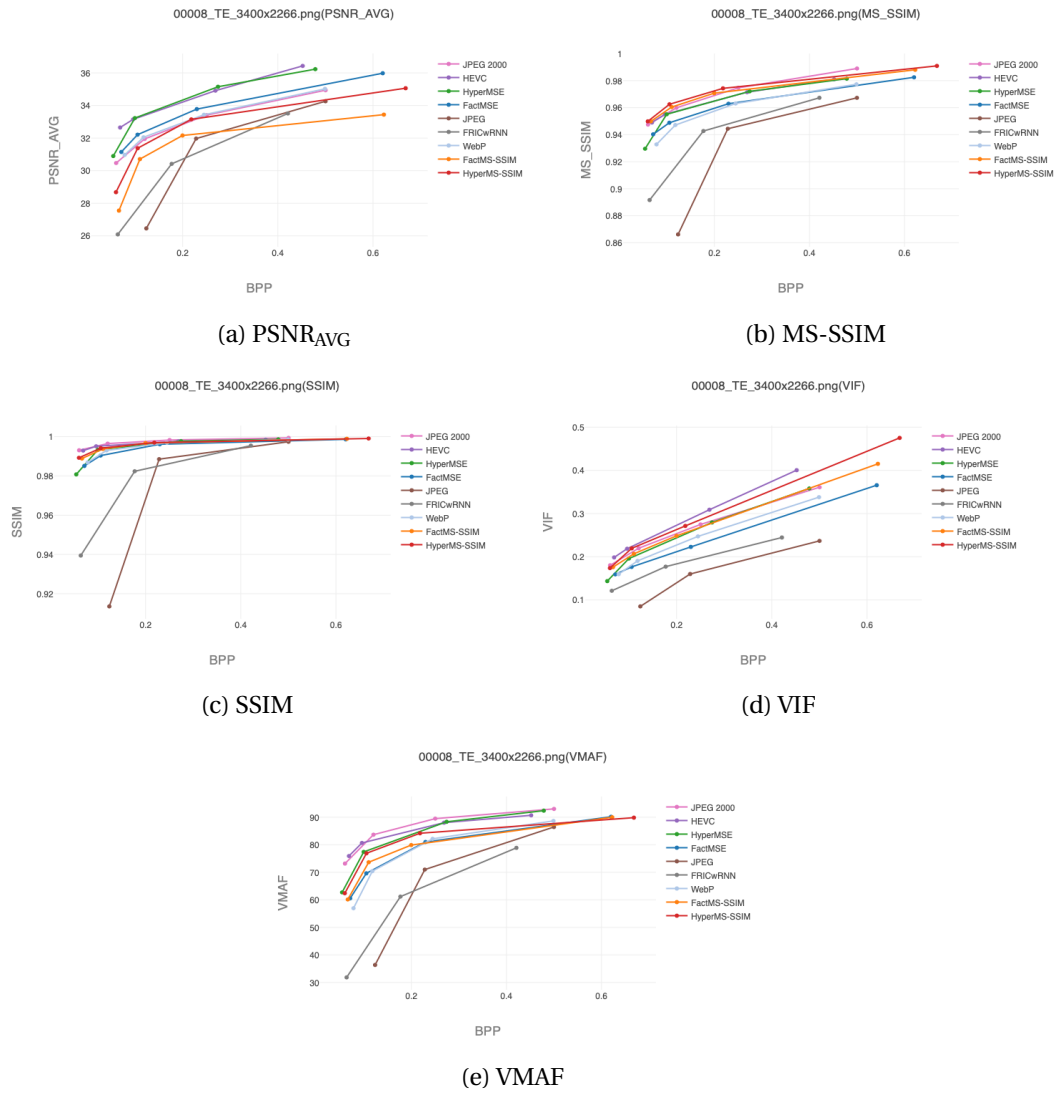 00008_TE_3400x2266.png(PSNR_AVG)
PSNR_AVG
36
34
32
30
28
26
0.2
0.4
0.6
BPP
JPEG 2000
HEVC
HyperMSE
FactMSE
JPEG
FRICwRNN
WebP
FactMS-SSIM
HyperMS-SSIM
(a) PSNRAVG
00008_TE_3400x2266.png(MS_SSIM)
MS_SSIM
1
0.98
0.96
0.94
0.92
0.9
0.88
0.86
0.2
0.4
0.6
BPP
JPEG 2000
HEVC
HyperMSE
FactMSE
JPEG
FRICwRNN
WebP
FactMS-SSIM
HyperMS-SSIM
(b) MS-SSIM
00008_TE_3400x2266.png(SSIM)
SSIM
1
0.98
0.96
0.94
0.92
0.2
0.4
0.6
BPP
JPEG 2000
HEVC
HyperMSE
FactMSE
JPEG
FRICwRNN
WebP
FactMS-SSIM
HyperMS-SSIM
(c) SSIM
00008_TE_3400x2266.png(VIF)
VIF
0.5
0.4
0.3
0.2
0.1
0.2
0.4
0.6
BPP
JPEG 2000
HEVC
HyperMSE
FactMSE
JPEG
FRICwRNN
WebP
FactMS-SSIM
HyperMS-SSIM
(d) VIF
00008_TE_3400x2266.png(VMAF)
VMAF
90
80
70
60
50
40
30
0.2
0.4
0.6
BPP
JPEG 2000
HEVC
HyperMSE
FactMSE
JPEG
FRICwRNN
WebP
FactMS-SSIM
HyperMS-SSIM
(e) VMAF